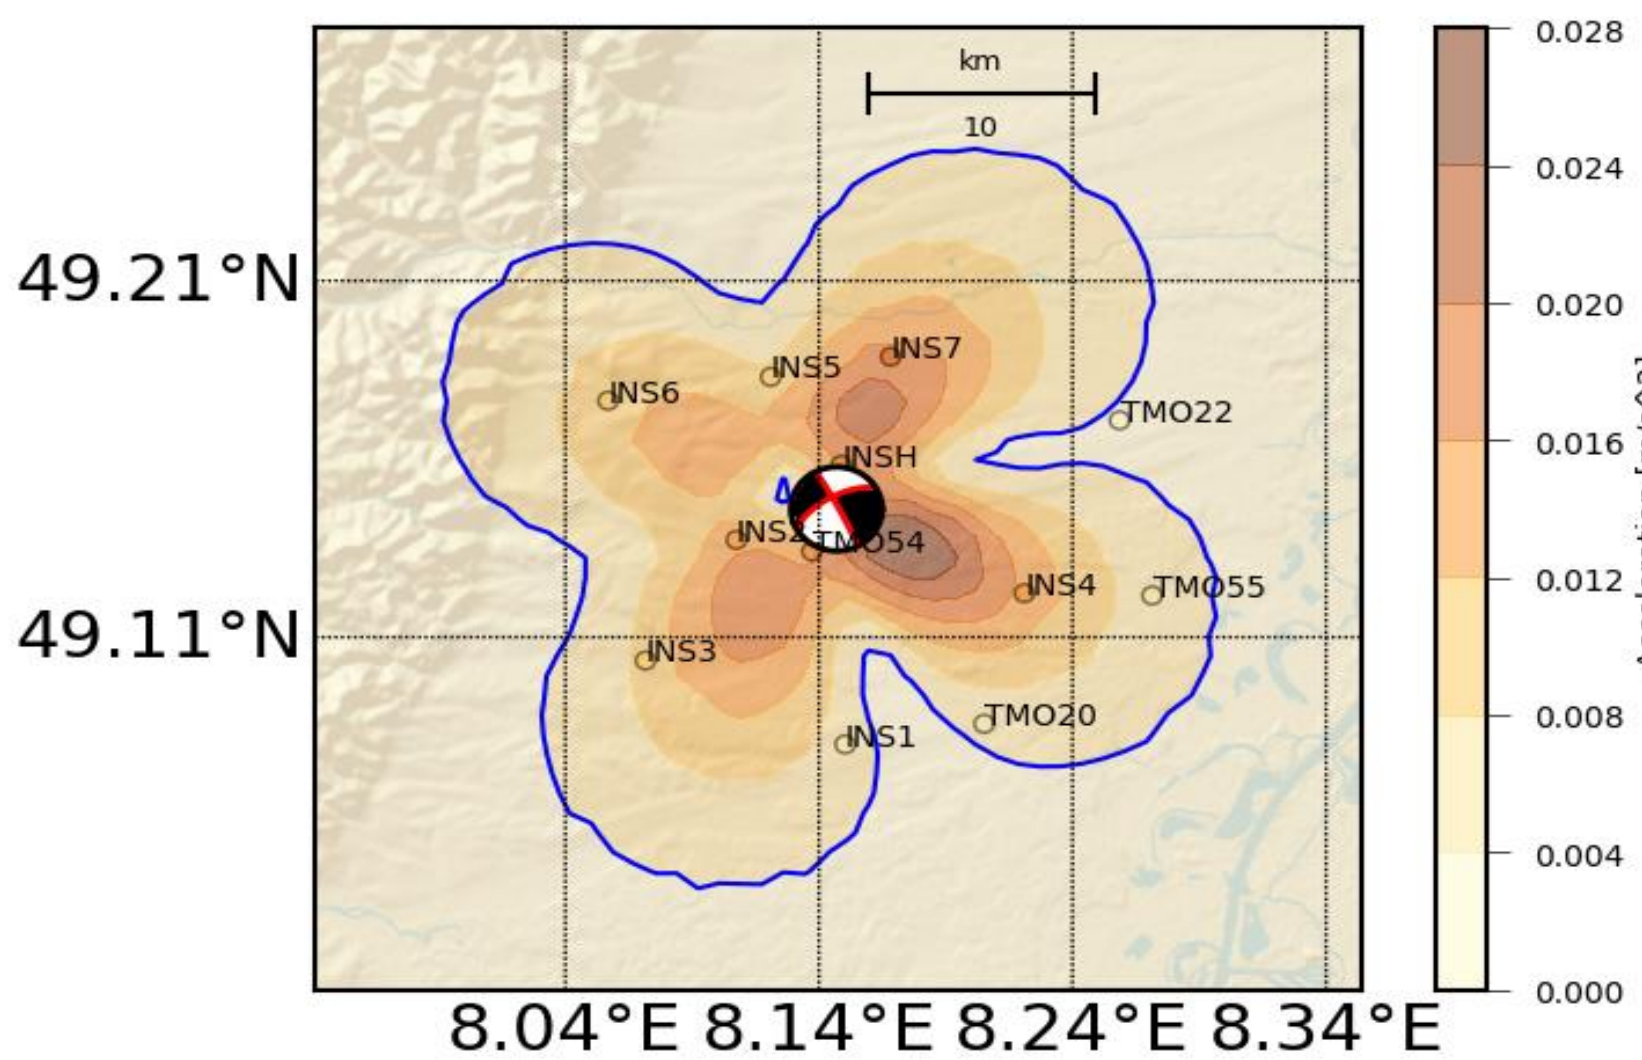 km
10
49.21°N
49.11°N
INS7
INS5
INS6
TMO22
INSH
INS2
TMO54
INS4
TMO55
INS3
TMO20
INS1
8.04°E 8.14°E 8.24°E 8.34°E
0.028
0.024
0.020
0.016
0.012
0.008
0.004
0.000